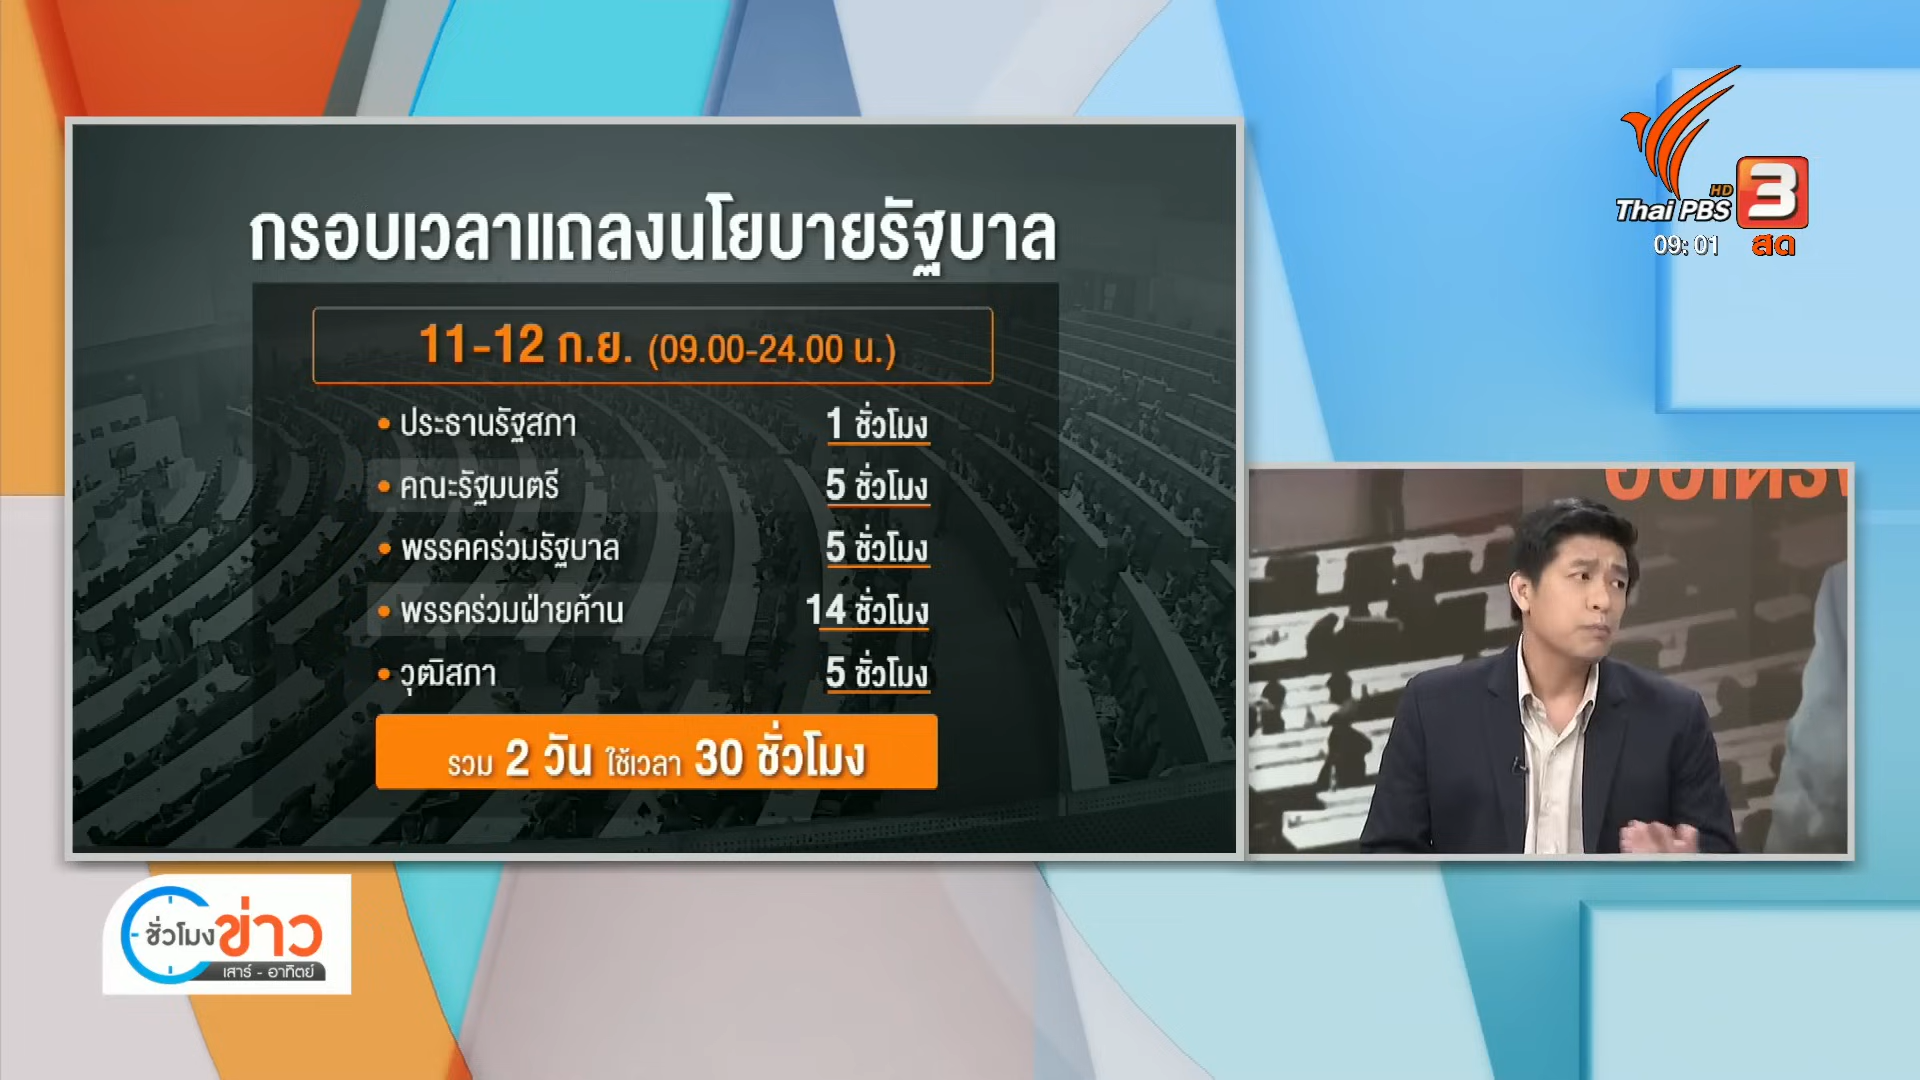 กรอบเวลาแถลงนโยบายรัฐบาล
11-12 ก.ย. (09.00-24.00 น.)
• ประธานรัฐสภา 1 ชั่วโมง
• คณะรัฐมนตรี 5 ชั่วโมง
• พรรคคร่วมรัฐบาล 5 ชั่วโมง
• พรรคร่วมฝ่ายค้าน 14 ชั่วโมง
• วุฒิสภา 5 ชั่วโมง
รวม 2 วัน ใช้เวลา 30 ชั่วโมง
HD
Thai PBS 3
09:01 สด
ชั่วโมงข่าว
เสาร์ - อาทิตย์